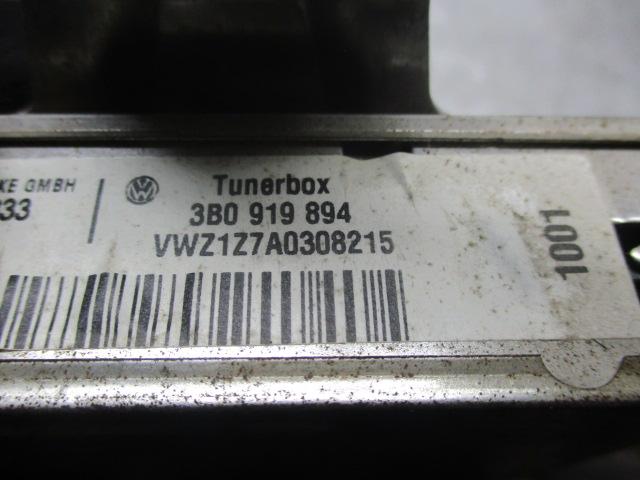 KE GMBH
33
Tunerbox
3B0 919 894
VWZ1Z7A0308215
1001